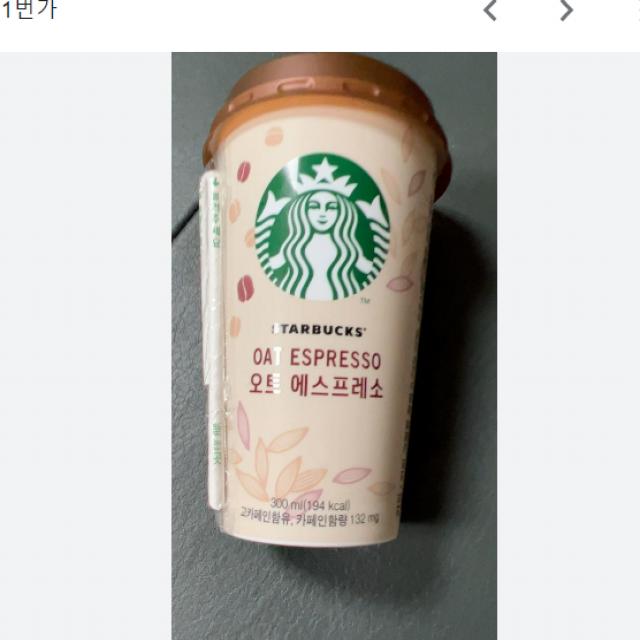 1번가
STARBUCKS
OAT ESPRESSO
오트 에스프레소
300 ml(194 kcal)
고카페인함유, 카페인함량 132 mg
TM